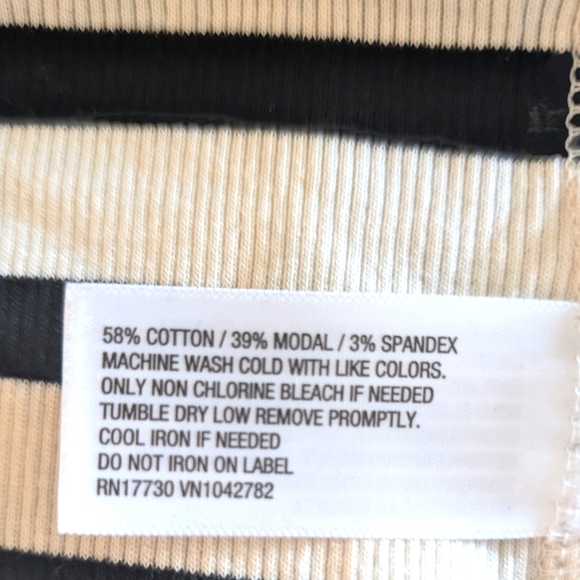 58% COTTON / 39% MODAL / 3% SPANDEX
MACHINE WASH COLD WITH LIKE COLORS.
ONLY NON CHLORINE BLEACH IF NEEDED
TUMBLE DRY LOW REMOVE PROMPTLY.
COOL IRON IF NEEDED
DO NOT IRON ON LABEL
RN17730 VN1042782